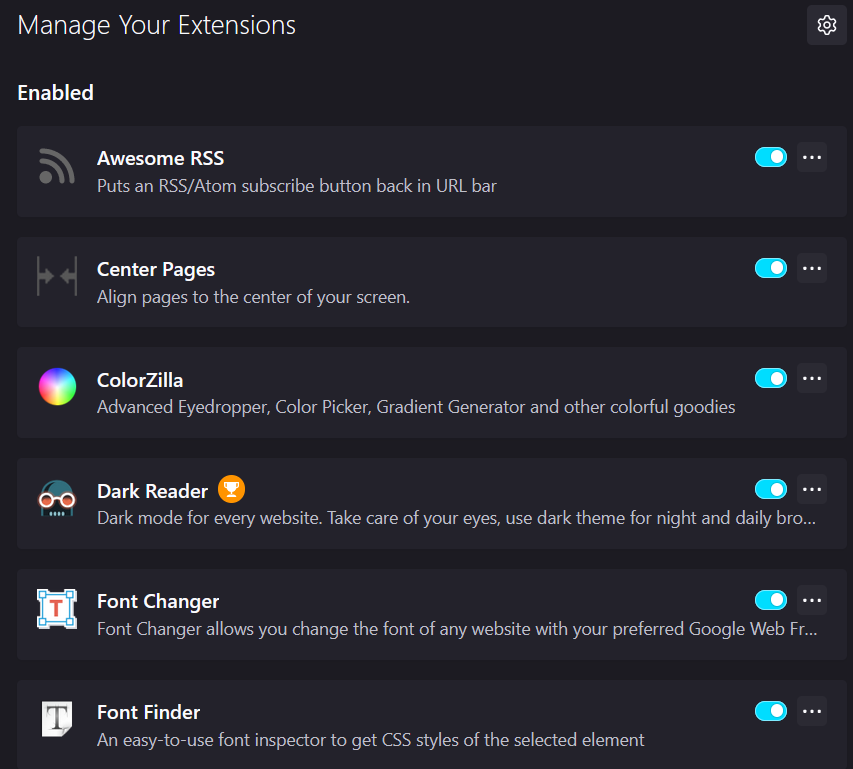 Manage Your Extensions
Enabled
Awesome RSS
Puts an RSS/Atom subscribe button back in URL bar
Center Pages
Align pages to the center of your screen.
ColorZilla
Advanced Eyedropper, Color Picker, Gradient Generator and other colorful goodies
Dark Reader
Dark mode for every website. Take care of your eyes, use dark theme for night and daily bro...
Font Changer
Font Changer allows you change the font of any website with your preferred Google Web Fr...
T
Font Finder
An easy-to-use font inspector to get CSS styles of the selected element
T